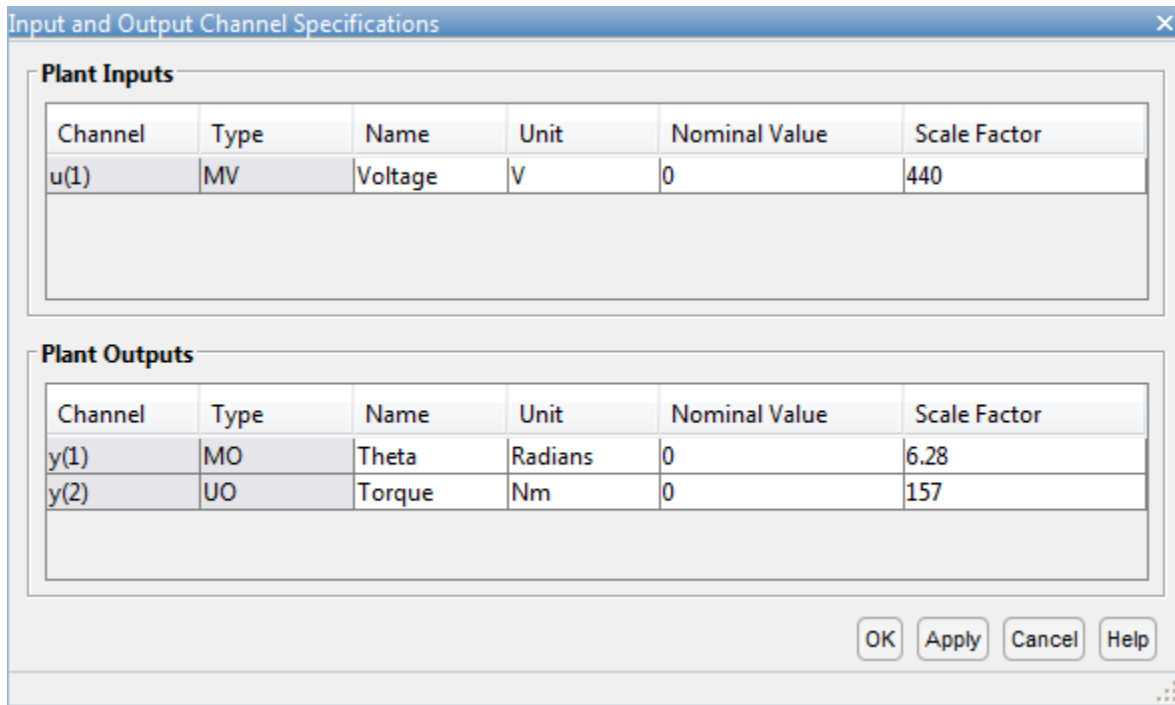 Input and Output Channel Specifications
Plant Inputs
Channel Type Name Unit Nominal Value Scale Factor
u(1) MV Voltage V 0 440
Plant Outputs
Channel Type Name Unit Nominal Value Scale Factor
y(1) MO Theta Radians 0 6.28
y(2) UO Torque Nm 0 157
OK Apply Cancel Help